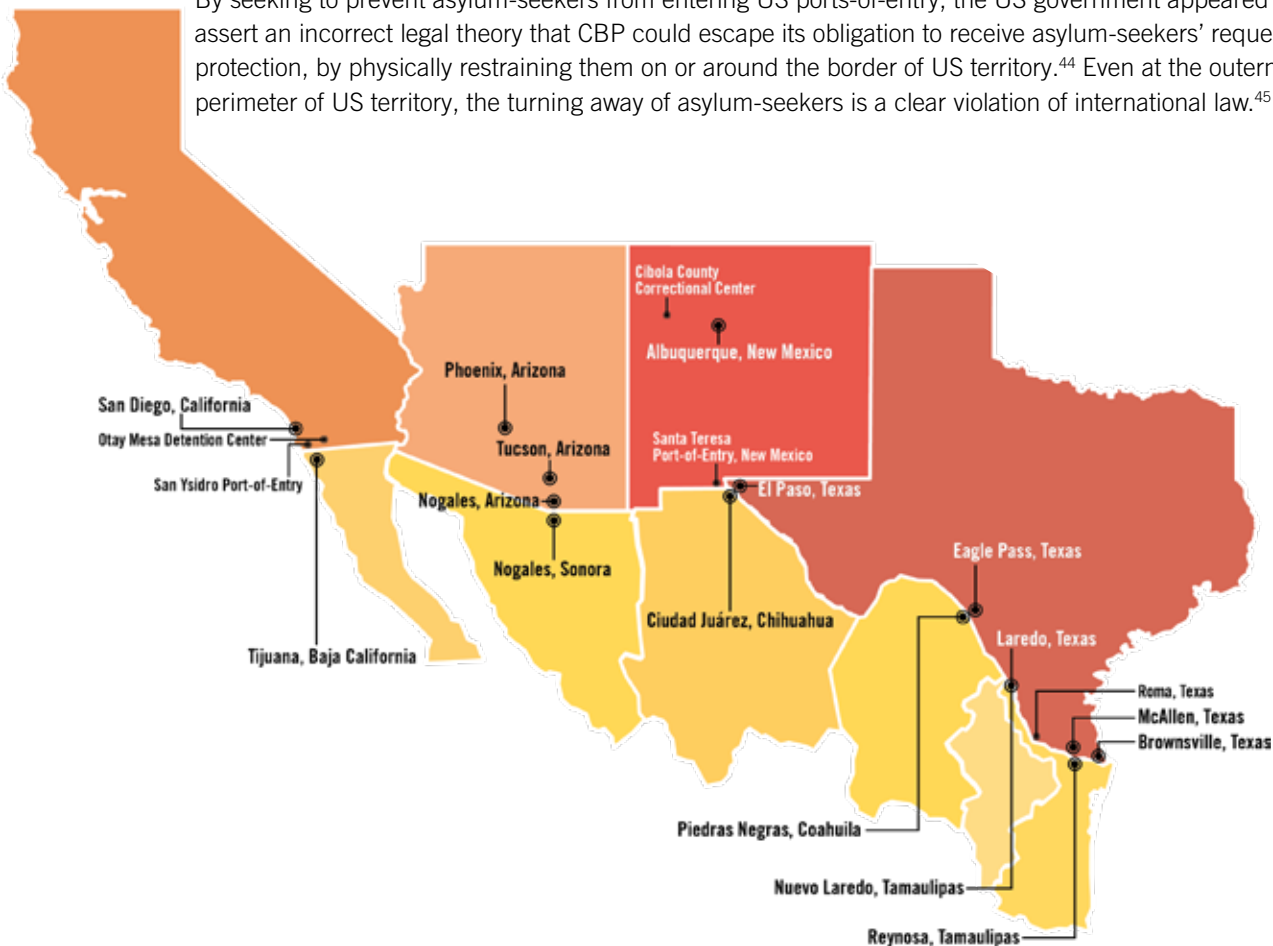 By seeking to prevent asylum-seekers from entering US ports-of-entry, the US government appeared
assert an incorrect legal theory that CBP could escape its obligation to receive asylum-seekers’
protection, by physically restraining them on or around the border of US territory.⁴⁴ Even at the
perimeter of US territory, the turning away of asylum-seekers is a clear violation of international law.⁴⁵
Cibola County
Correctional Center
Albuquerque, New Mexico
Phoenix, Arizona
San Diego, California
Otay Mesa Detention Center
San Ysidro Port-of-Entry
Tucson, Arizona
Santa Teresa
Port-of-Entry, New Mexico
El Paso, Texas
Nogales, Arizona
Nogales, Sonora
Eagle Pass, Texas
Ciudad Juárez, Chihuahua
Laredo, Texas
Tijuana, Baja California
Roma, Texas
McAllen, Texas
Brownsville, Texas
Piedras Negras, Coahuila
Nuevo Laredo, Tamaulipas
Reynosa, Tamaulipas